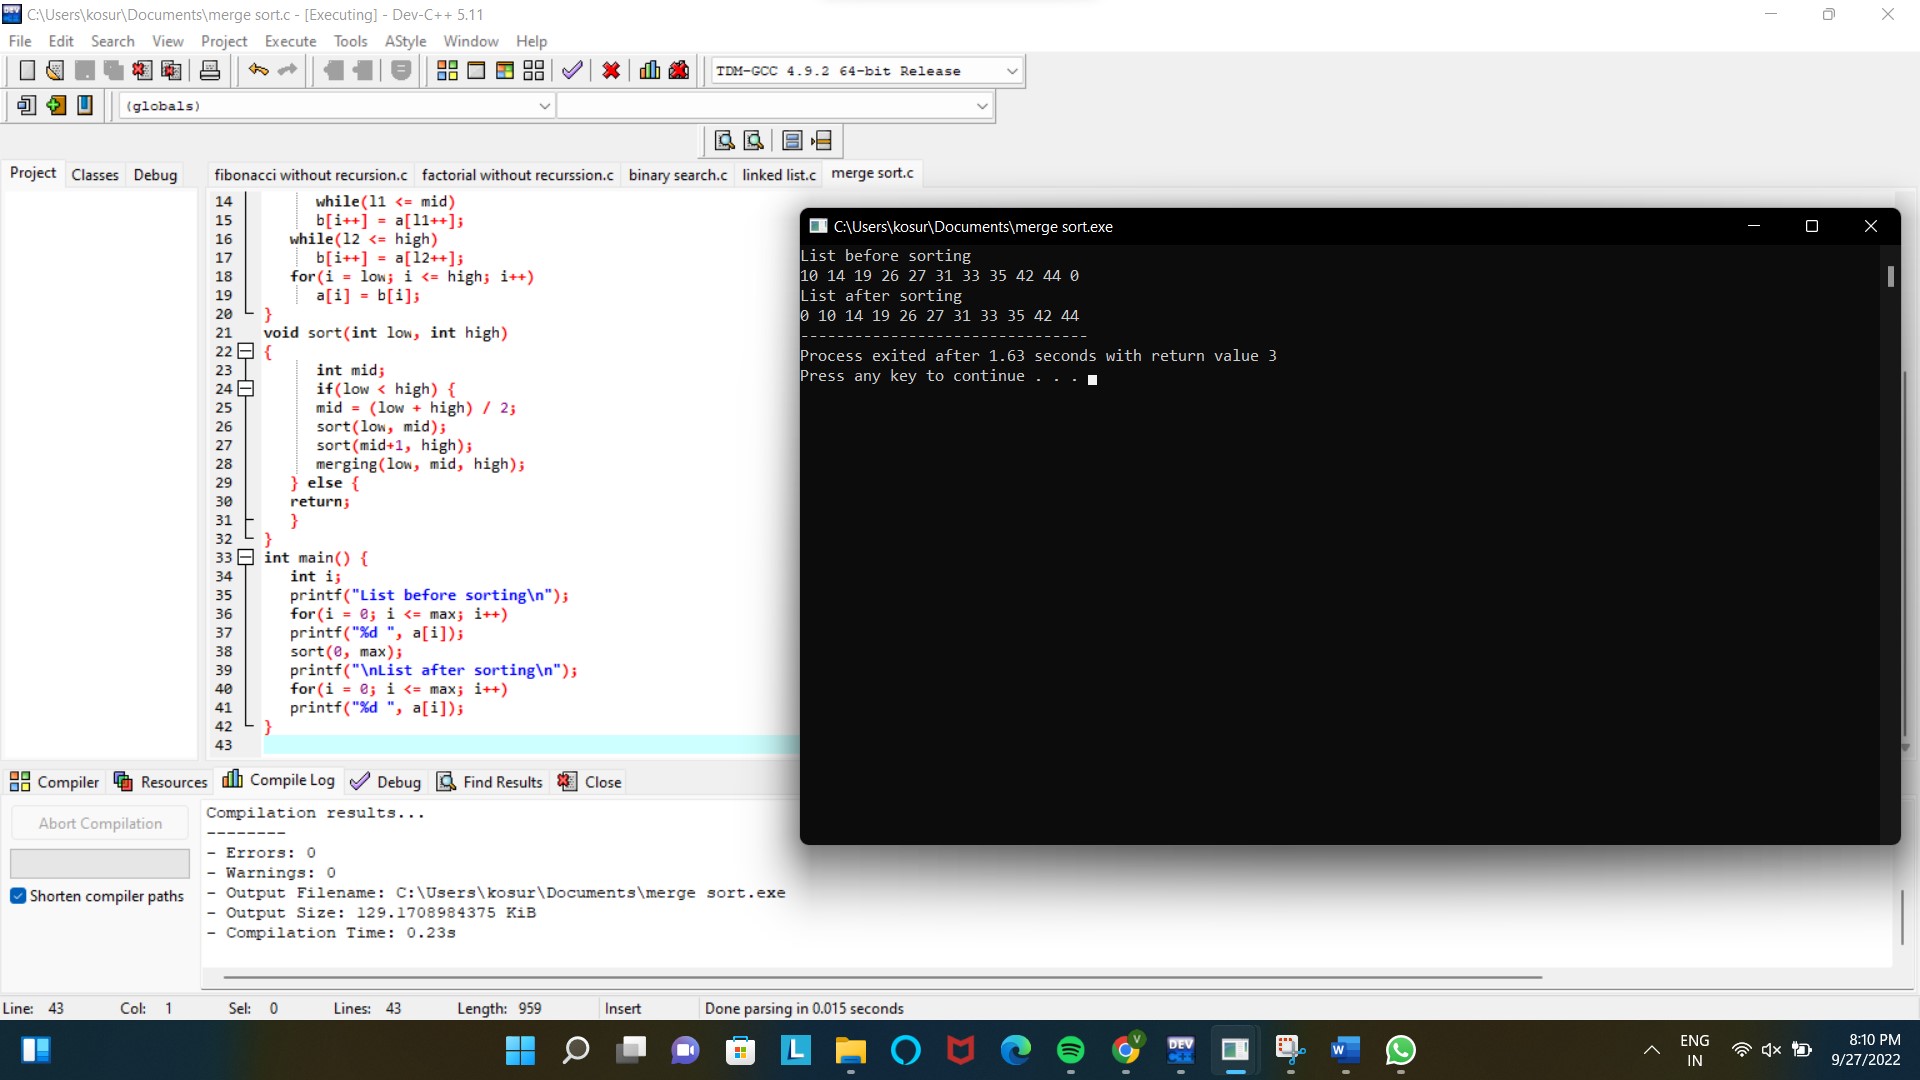 C:\Users\kosur\Documents\merge sort.c - [Executing] - Dev-C++ 5.11
File Edit Search View Project Execute Tools AStyle Window Help
TDM-GCC 4.9.2 64-bit Release
(globals)
Project Classes Debug
fibonacci without recursion.c factorial without recurssion.c binary search.c linked list.c merge sort.c
14 while(l1 <= mid)
15 b[i++] = a[l1++];
16 while(l2 <= high)
17 b[i++] = a[l2++];
18 for(i = low; i <= high; i++)
19 a[i] = b[i];
20 }
21 void sort(int low, int high)
22 {
23 int mid;
24 if(low < high) {
25 mid = (low + high) / 2;
26 sort(low, mid);
27 sort(mid+1, high);
28 merging(low, mid, high);
29 } else {
30 return;
31 }
32 }
33 int main() {
34 int i;
35 printf("List before sorting\n");
36 for(i = 0; i <= max; i++)
37 printf("%d ", a[i]);
38 sort(0, max);
39 printf("\nList after sorting\n");
40 for(i = 0; i <= max; i++)
41 printf("%d ", a[i]);
42 }
43
C:\Users\kosur\Documents\merge sort.exe
List before sorting
10 14 19 26 27 31 33 35 42 44 0
List after sorting
0 10 14 19 26 27 31 33 35 42 44
--------------------------------
Process exited after 1.63 seconds with return value 3
Press any key to continue . . .
Compiler Resources Compile Log Debug Find Results Close
Abort Compilation
Shorten compiler paths
Compilation results...
--------
- Errors: 0
- Warnings: 0
- Output Filename: C:\Users\kosur\Documents\merge sort.exe
- Output Size: 129.1708984375 KiB
- Compilation Time: 0.23s
Line: 43 Col: 1 Sel: 0 Lines: 43 Length: 959 Insert Done parsing in 0.015 seconds
L
V
DEV
W
ENG
IN
8:10 PM
9/27/2022